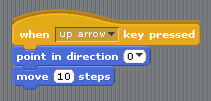 when up arrow key pressed
point in direction 0
move 10 steps